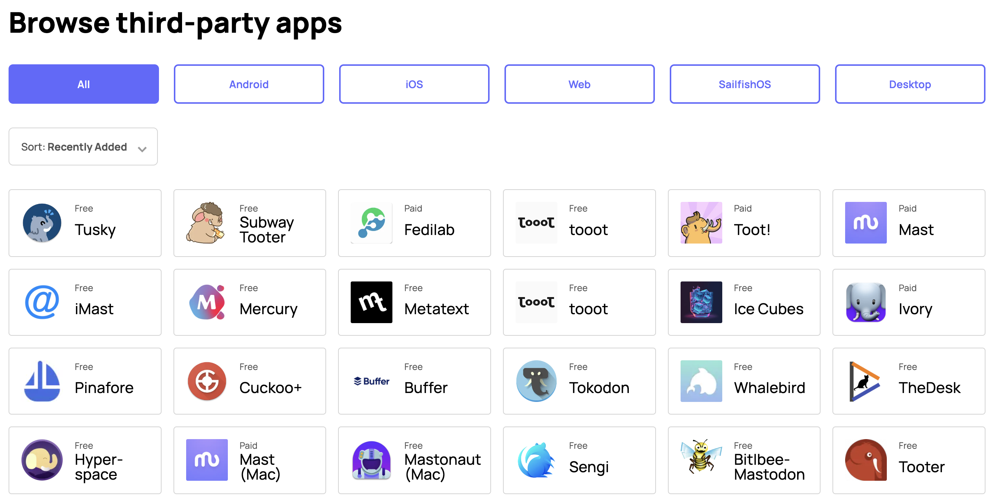 Browse third-party apps
All
Android
iOS
Web
SailfishOS
Desktop
Sort: Recently Added
Free
Tusky
Free
Subway
Tooter
Paid
Fedilab
tooot
Free
tooot
Paid
Toot!
Paid
Mast
@
Free
iMast
M
Free
Mercury
mt
Free
Metatext
tooot
Free
tooot
Free
Ice Cubes
Paid
Ivory
Free
Pinafore
Free
Cuckoo+
Buffer
Free
Buffer
Free
Tokodon
Free
Whalebird
Free
TheDesk
Free
Hyper-
space
Paid
Mast
(Mac)
Free
Mastonaut
(Mac)
Free
Sengi
Free
Bitlbee-
Mastodon
Free
Tooter